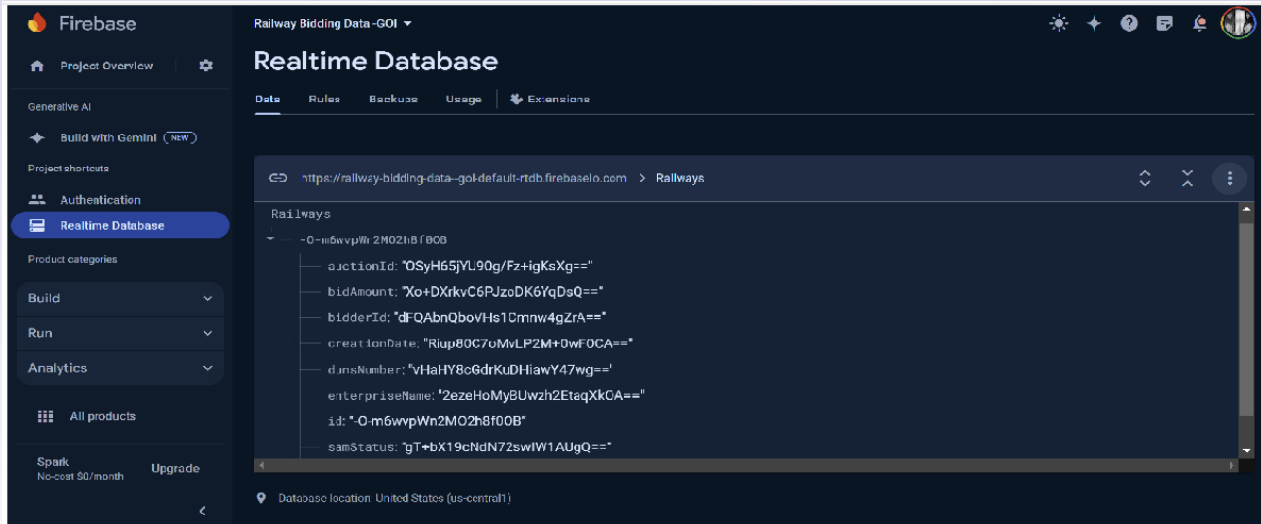 Firebase
Project Overview
Generative AI
Build with Gemini NEW
Project shortcuts
Authentication
Realtime Database
Product categories
Build
Run
Analytics
All products
Spark
No-cost $0/month
Upgrade
Railway Bidding Data -GOI
Realtime Database
Data Rules Backups Usage Extensions
https://railway-bidding-data--goi-default-rtdb.firebaseio.com > Railways
Railways
-O-m6wvpWn2MO2h8f00B
auctionId: "OSyH65jYU90g/Fz+igKsXg=="
bidAmount: "Xo+DXrkvC6PJzoDK6YqDsQ=="
bidderId: "dFQAbnQboVHs1Cmnw4gZrA=="
creationDate: "Riup80C7oMvLP2M+0wF0CA=="
dunsNumber: "vHaHY8cGdrKuDHiawY47wg=="
enterpriseName: "2ezeHoMyBUwzh2EtaqXkOA=="
id: "-O-m6wvpWn2MO2h8f00B"
samStatus: "gT+bX19cNdN72swIW1AUgQ=="
Database location: United States (us-central1)